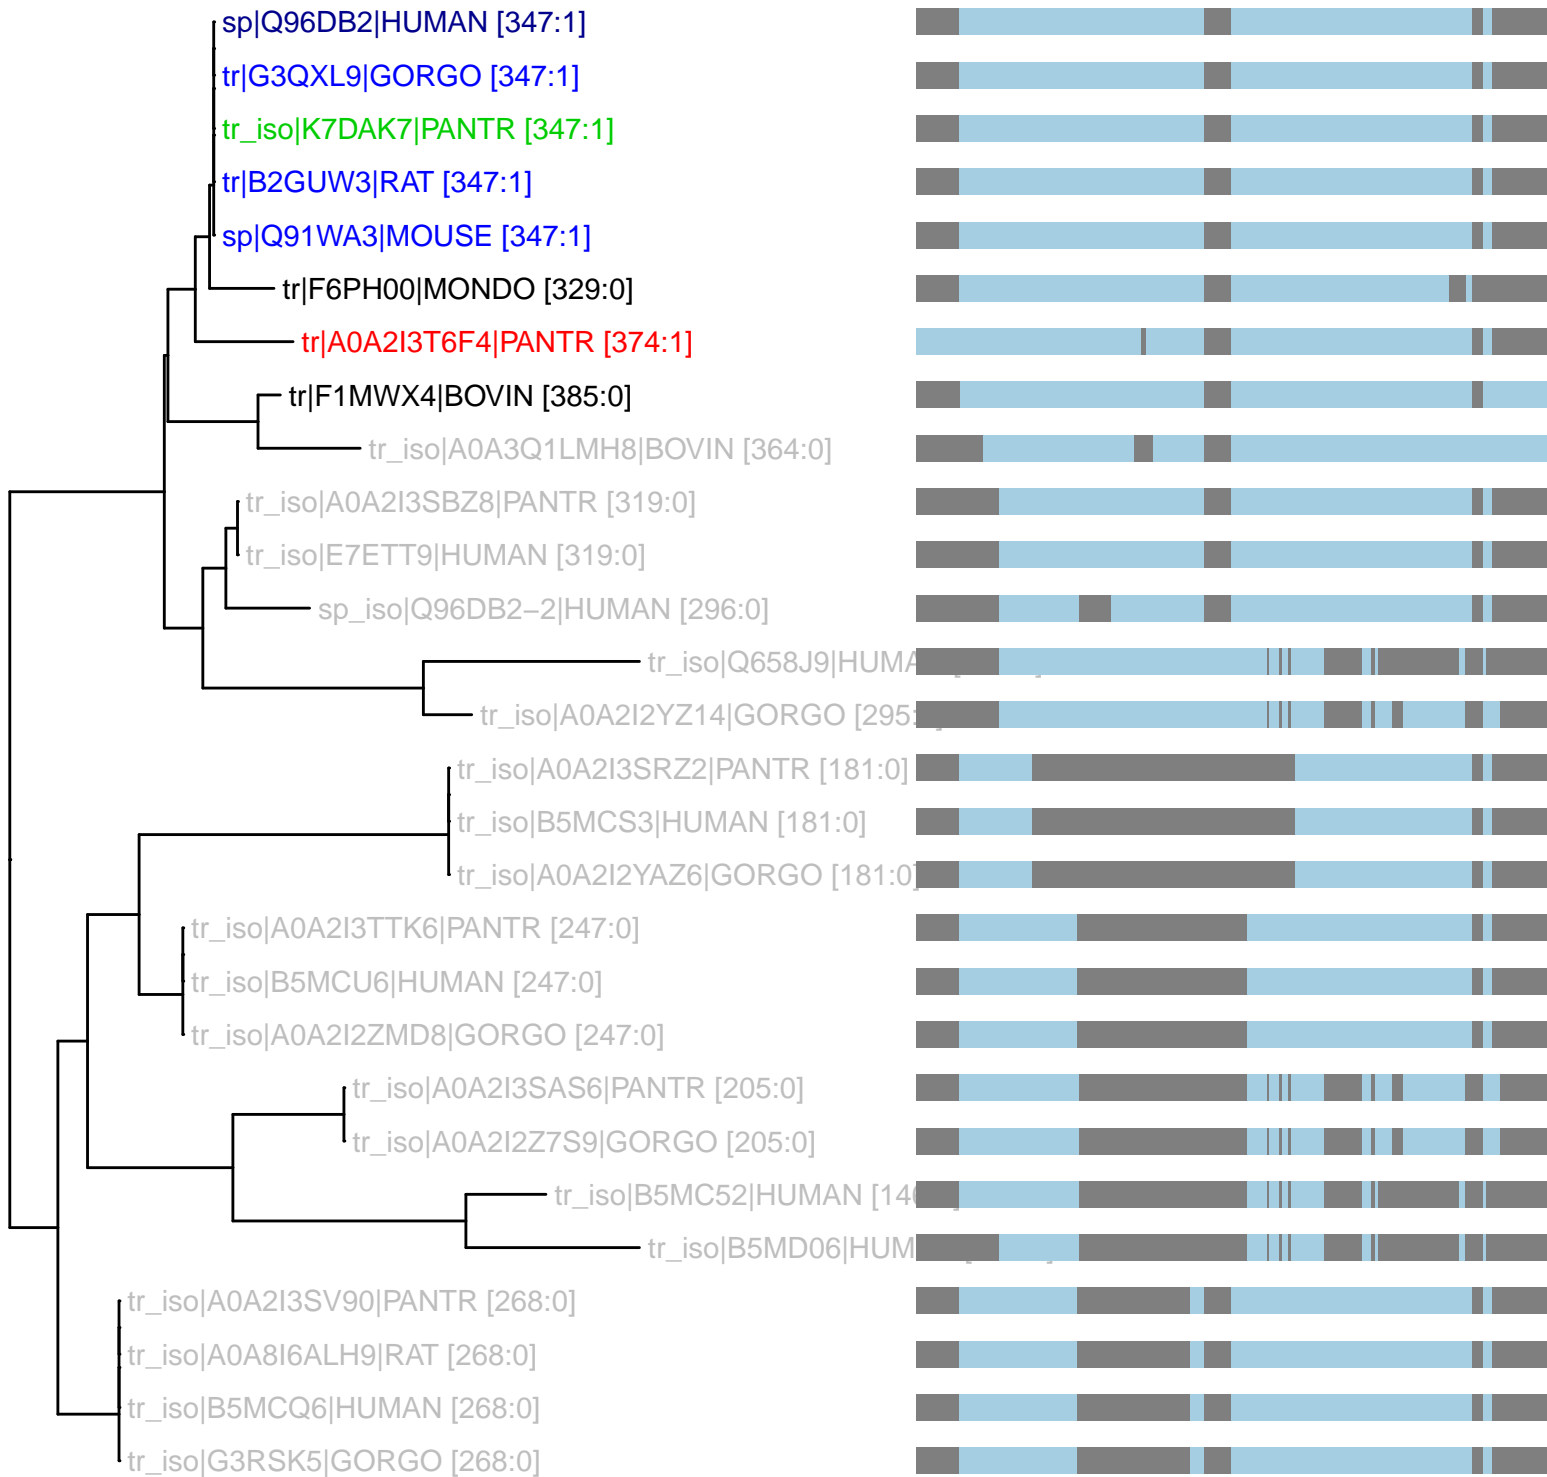 sp|Q96DB2|HUMAN [347:1]
tr|G3QXL9|GORGO [347:1]
tr_iso|K7DAK7|PANTR [347:1]
tr|B2GUW3|RAT [347:1]
sp|Q91WA3|MOUSE [347:1]
tr|F6PH00|MONDO [329:0]
tr|A0A2I3T6F4|PANTR [374:1]
tr|F1MWX4|BOVIN [385:0]
tr_iso|A0A3Q1LMH8|BOVIN [364:0]
tr_iso|A0A2I3SBZ8|PANTR [319:0]
tr_iso|E7ETT9|HUMAN [319:0]
sp_iso|Q96DB2−2|HUMAN [296:0]
tr_iso|Q658J9|HUMA
tr_iso|A0A2I2YZ14|GORGO [295:
tr_iso|A0A2I3SRZ2|PANTR [181:0]
tr_iso|B5MCS3|HUMAN [181:0]
tr_iso|A0A2I2YAZ6|GORGO [181:0]
tr_iso|A0A2I3TTK6|PANTR [247:0]
tr_iso|B5MCU6|HUMAN [247:0]
tr_iso|A0A2I2ZMD8|GORGO [247:0]
tr_iso|A0A2I3SAS6|PANTR [205:0]
tr_iso|A0A2I2Z7S9|GORGO [205:0]
tr_iso|B5MC52|HUMAN [14
tr_iso|B5MD06|HUM
tr_iso|A0A2I3SV90|PANTR [268:0]
tr_iso|A0A8I6ALH9|RAT [268:0]
tr_iso|B5MCQ6|HUMAN [268:0]
tr_iso|G3RSK5|GORGO [268:0]